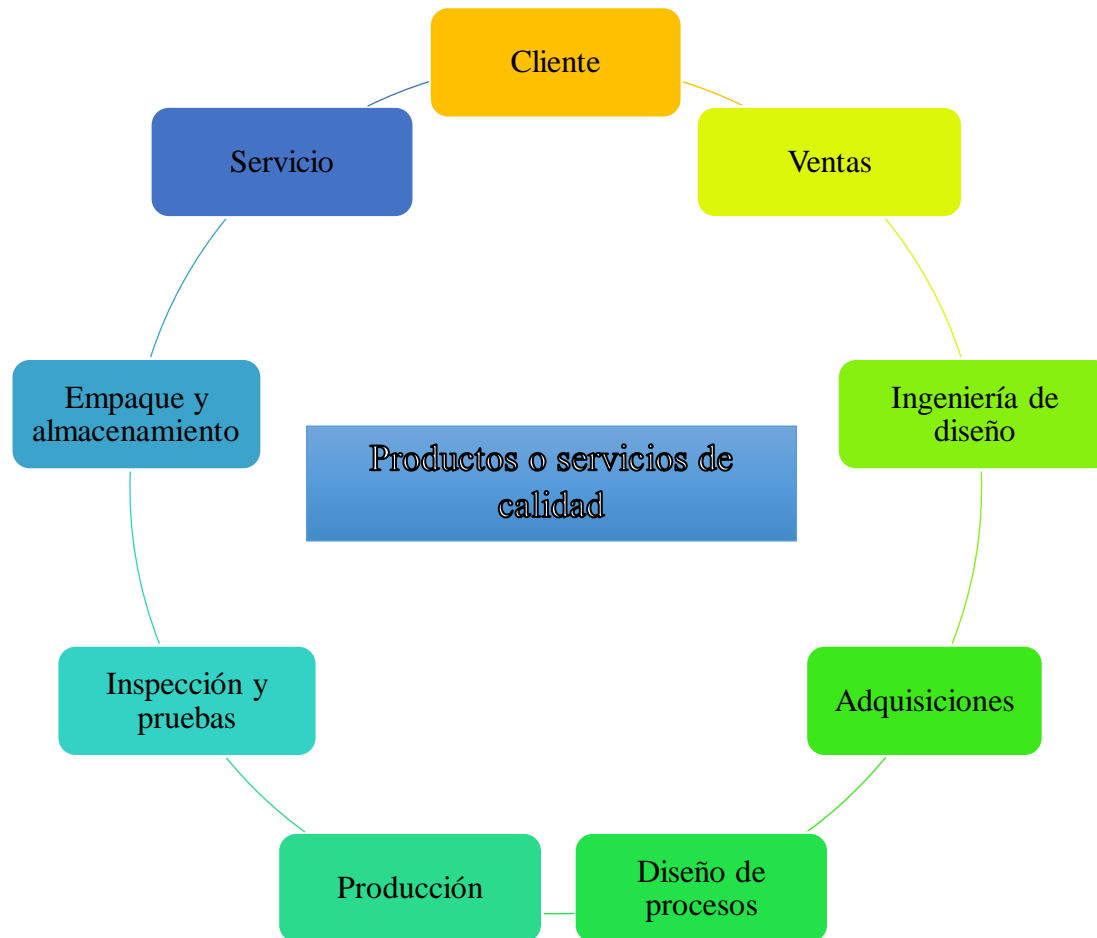 Cliente
Ventas
Ingeniería de
diseño
Adquisiciones
Diseño de
procesos
Producción
Inspección y
pruebas
Empaque y
almacenamiento
Servicio
Productos o servicios de
calidad